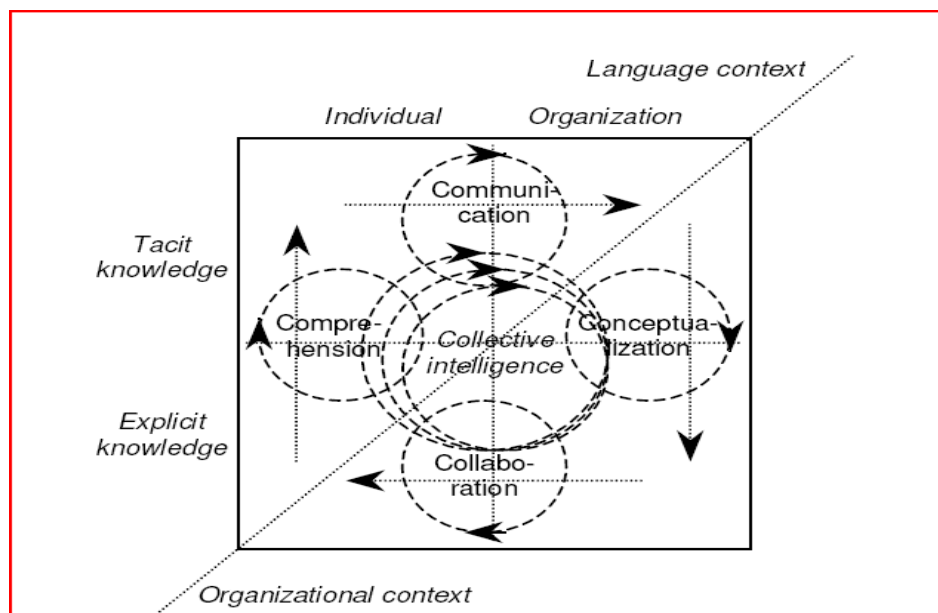 Language context
Individual
Organization
Communi-
cation
Tacit
knowledge
Compre-
hension
Collective
intelligence
Conceptua-
lization
Explicit
knowledge
Collabo-
ration
Organizational context